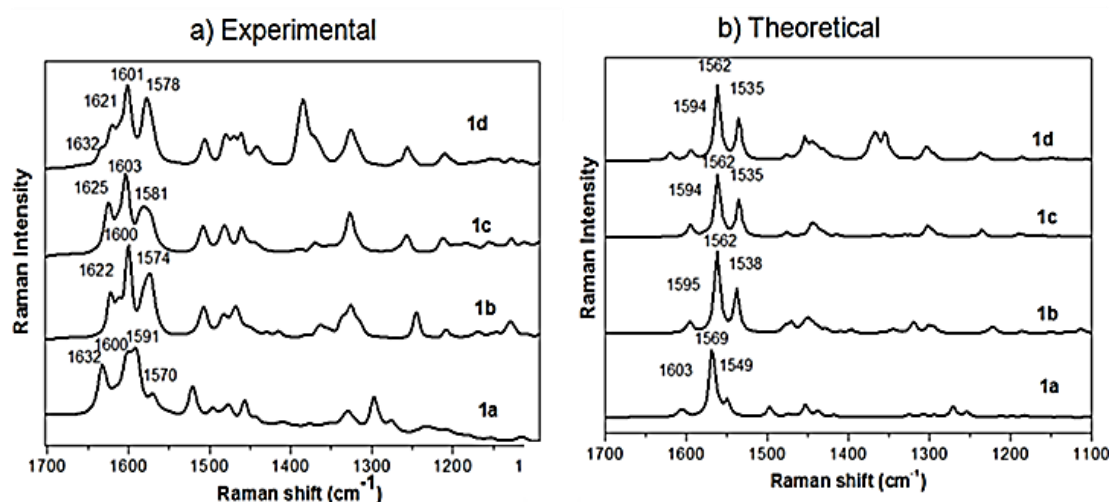 a) Experimental
b) Theoretical
Raman Intensity
1601
1621
1578
1632
1d
1603
1625
1581
1c
1600
1622
1574
1b
1600
1591
1632
1570
1a
1700 1600 1500 1400 1300 1200 1
Raman shift (cm⁻¹)
Raman Intensity
1562
1594
1535
1d
1562
1594
1535
1c
1562
1595
1538
1b
1569
1603
1549
1a
1700 1600 1500 1400 1300 1200 1100
Raman shift (cm⁻¹)